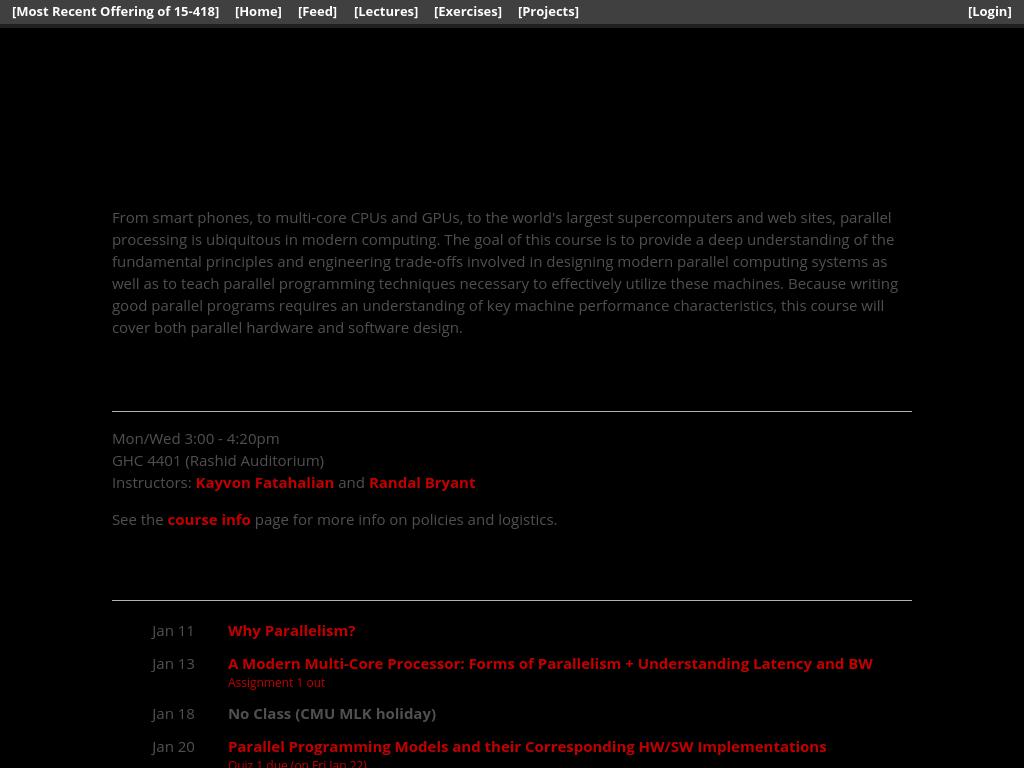 [Most Recent Offering of 15-418] [Home] [Feed] [Lectures] [Exercises] [Projects] [Login]
From smart phones, to multi-core CPUs and GPUs, to the world's largest supercomputers and web sites, parallel
processing is ubiquitous in modern computing. The goal of this course is to provide a deep understanding of the
fundamental principles and engineering trade-offs involved in designing modern parallel computing systems as
well as to teach parallel programming techniques necessary to effectively utilize these machines. Because writing
good parallel programs requires an understanding of key machine performance characteristics, this course will
cover both parallel hardware and software design.
Mon/Wed 3:00 - 4:20pm
GHC 4401 (Rashid Auditorium)
Instructors: Kayvon Fatahalian and Randal Bryant
See the course info page for more info on policies and logistics.
Jan 11 Why Parallelism?
Jan 13 A Modern Multi-Core Processor: Forms of Parallelism + Understanding Latency and BW
Assignment 1 out
Jan 18 No Class (CMU MLK holiday)
Jan 20 Parallel Programming Models and their Corresponding HW/SW Implementations
Quiz 1 due (on Fri Jan 22)